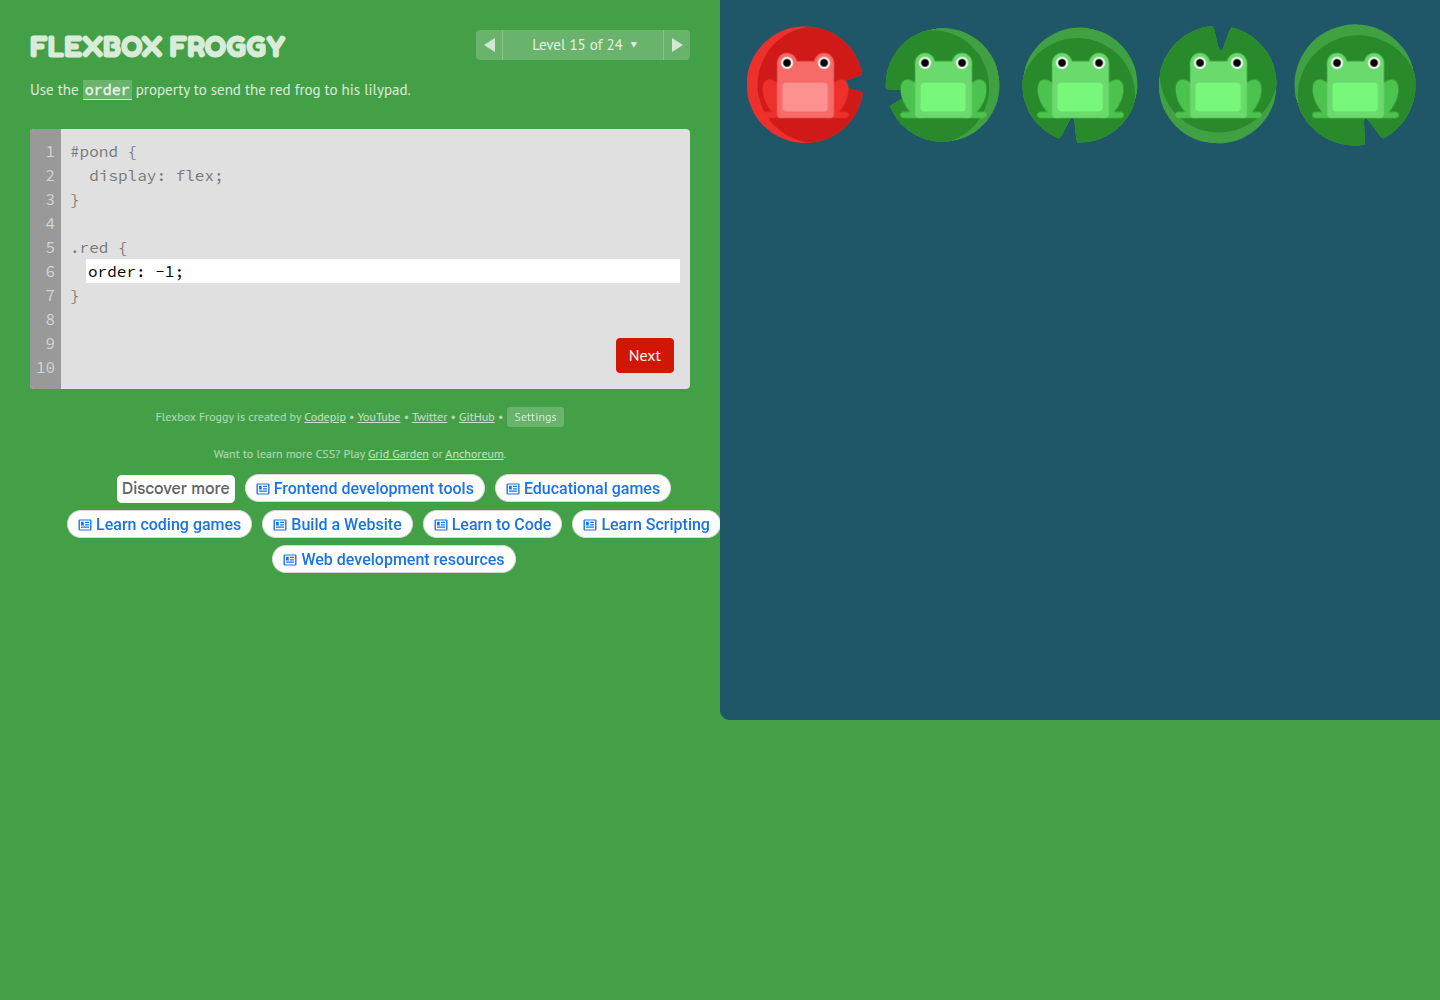 FLEXBOX FROGGY
Level 15 of 24 ▼
Use the order property to send the red frog to his lilypad.
1 #pond {
2   display: flex;
3 }
4
5 .red {
6   order: -1;
7 }
8
9
10
Next
Flexbox Froggy is created by Codepip • YouTube • Twitter • GitHub • Settings
Want to learn more CSS? Play Grid Garden or Anchoreum.
Discover more Frontend development tools Educational games
Learn coding games Build a Website Learn to Code Learn Scripting
Web development resources